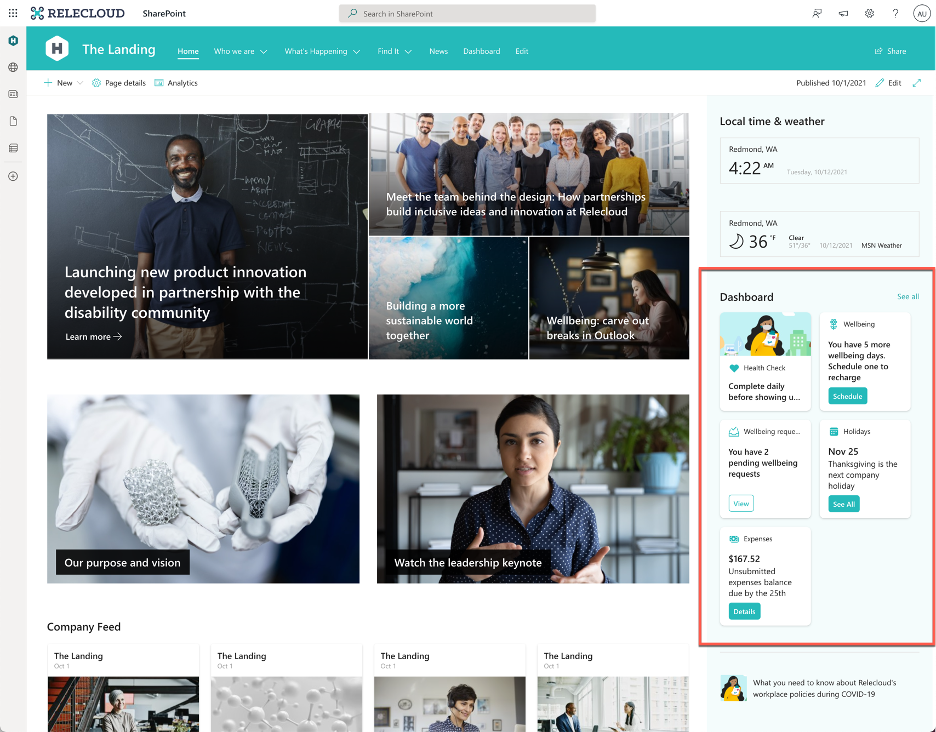 RELECLOUD
SharePoint
Search in SharePoint
?
AU
H
H
The Landing
Home
Who we are
What's Happening
Find It
News
Dashboard
Edit
Share
New
Page details
Analytics
Published 10/1/2021
Edit
Launching new product innovation
developed in partnership with the
disability community
Learn more
Meet the team behind the design: How partnerships
build inclusive ideas and innovation at Relecloud
Building a more
sustainable world
together
Wellbeing: carve out
breaks in Outlook
Our purpose and vision
Watch the leadership keynote
Company Feed
The Landing
Oct 1
The Landing
Oct 1
The Landing
Oct 1
The Landing
Oct 1
Local time & weather
Redmond, WA
4:22 AM
Tuesday, 10/12/2021
Redmond, WA
36 °F
Clear
51°/36°
10/12/2021
MSN Weather
Dashboard
See all
Health Check
Complete daily
before showing u...
Wellbeing
You have 5 more
wellbeing days.
Schedule one to
recharge
Schedule
Wellbeing reque...
You have 2
pending wellbeing
requests
View
Holidays
Nov 25
Thanksgiving is the
next company
holiday
See All
Expenses
$167.52
Unsubmitted
expenses balance
due by the 25th
Details
What you need to know about Relecloud's
workplace policies during COVID-19